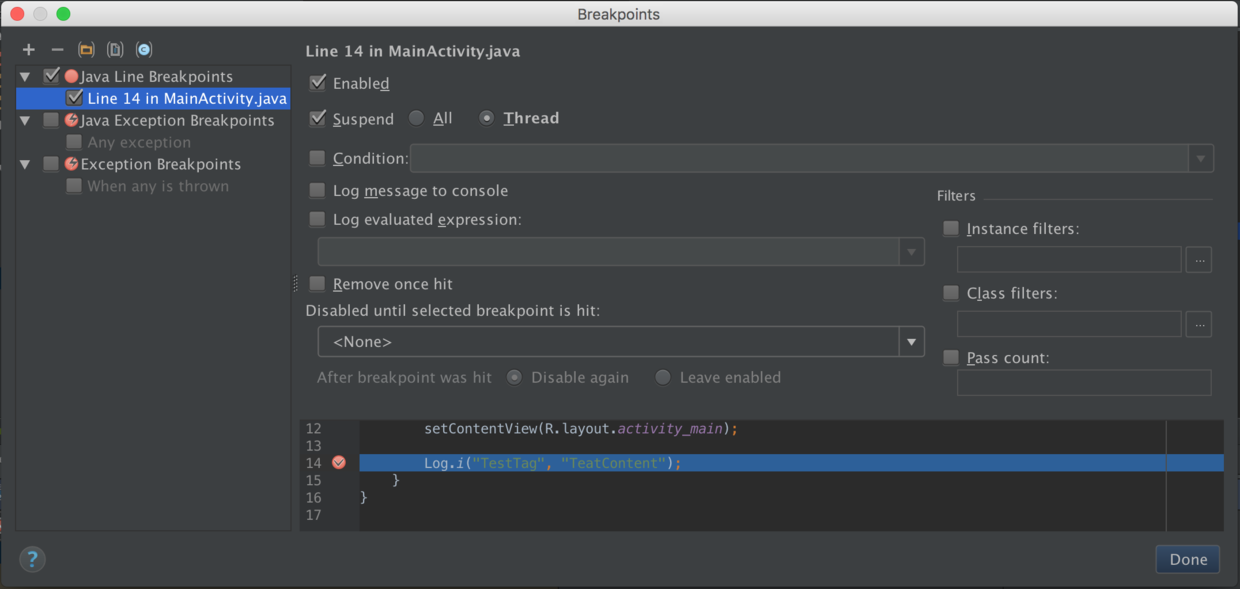 Breakpoints
Java Line Breakpoints
Line 14 in MainActivity.java
Java Exception Breakpoints
Any exception
Exception Breakpoints
When any is thrown
Line 14 in MainActivity.java
Enabled
Suspend All Thread
Condition:
Log message to console
Log evaluated expression:
Remove once hit
Disabled until selected breakpoint is hit:
<None>
After breakpoint was hit Disable again Leave enabled
Filters
Instance filters:
...
Class filters:
...
Pass count:
12 setContentView(R.layout.activity_main);
13
14 Log.i("TestTag", "TeatContent");
15 }
16 }
17
?
Done